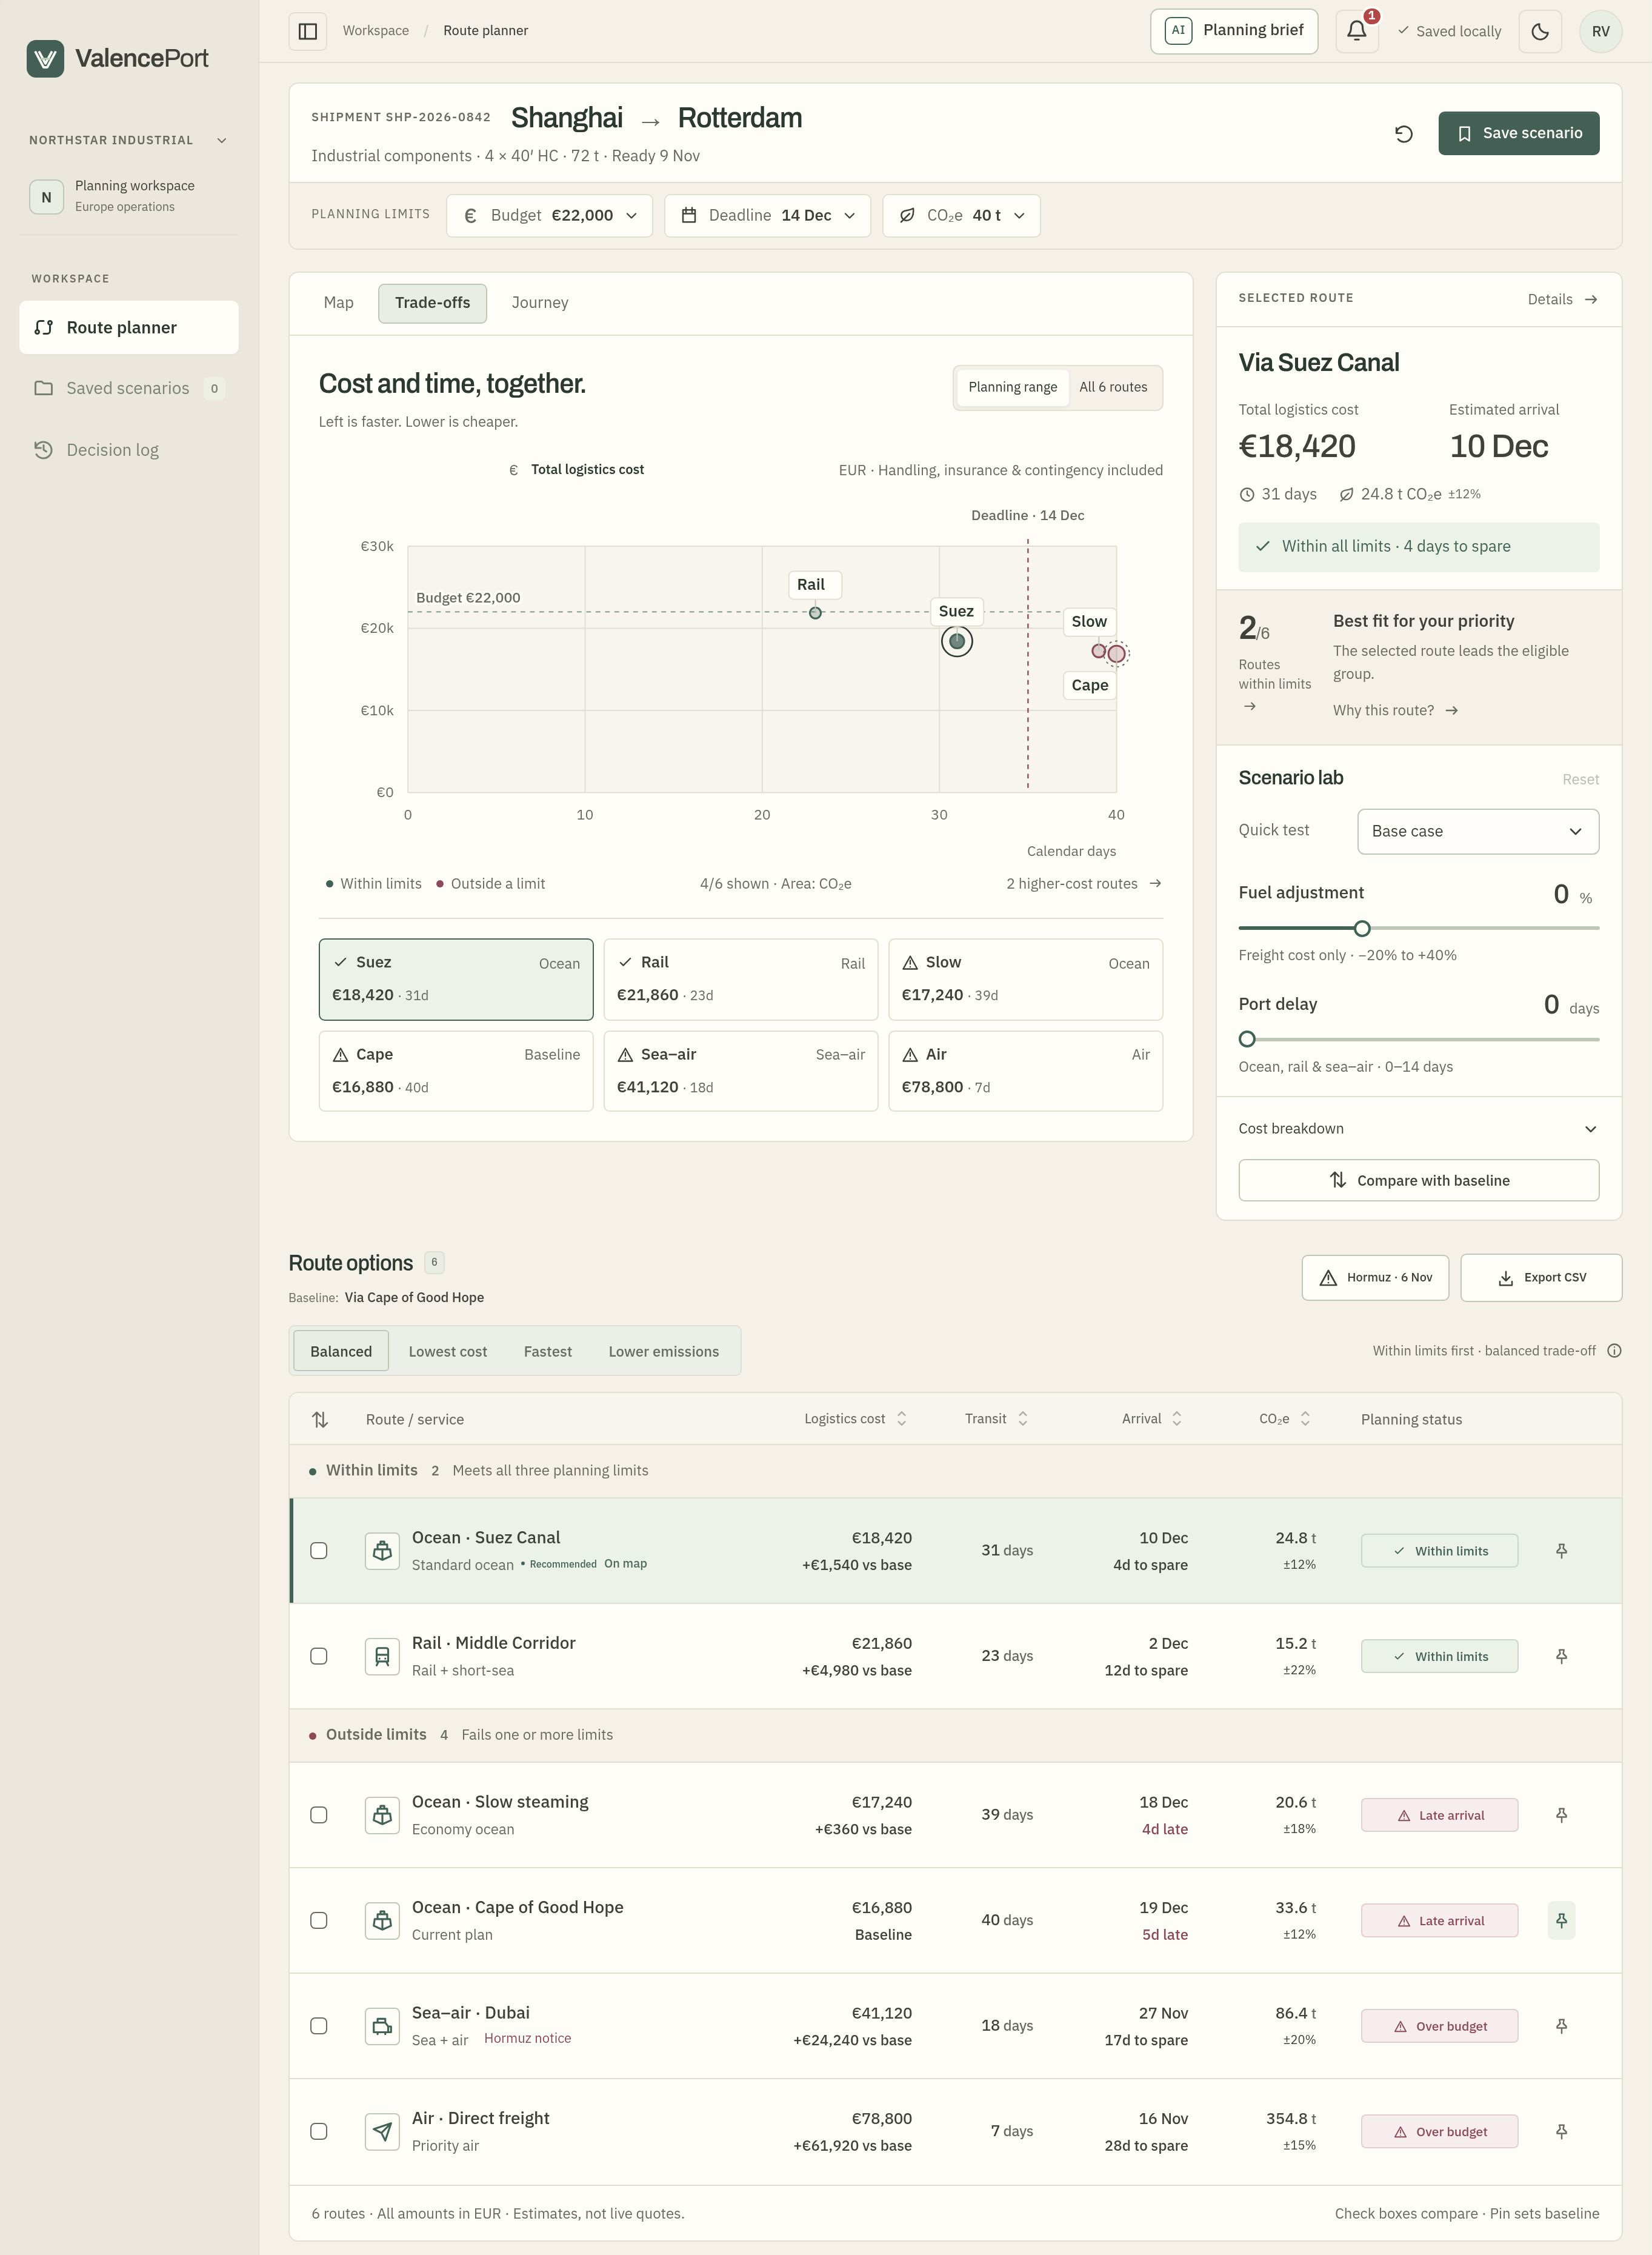 ValencePort
NORTHSTAR INDUSTRIAL
N
Planning workspace
Europe operations
WORKSPACE
Route planner
Saved scenarios 0
Decision log
Workspace / Route planner
AI Planning brief
1
Saved locally
RV
SHIPMENT SHP-2026-0842 Shanghai → Rotterdam
Industrial components · 4 × 40′ HC · 72 t · Ready 9 Nov
Save scenario
PLANNING LIMITS € Budget €22,000 Deadline 14 Dec CO₂e 40 t
Map Trade-offs Journey
Cost and time, together.
Left is faster. Lower is cheaper.
Planning range All 6 routes
€ Total logistics cost EUR · Handling, insurance & contingency included
Deadline · 14 Dec
€30k
Rail
Budget €22,000
Suez
€20k
Slow
Cape
€10k
€0
0 10 20 30 40
Calendar days
Within limits Outside a limit 4/6 shown · Area: CO₂e 2 higher-cost routes →
Suez Ocean
€18,420 · 31d
Rail Rail
€21,860 · 23d
Slow Ocean
€17,240 · 39d
Cape Baseline
€16,880 · 40d
Sea–air Sea–air
€41,120 · 18d
Air Air
€78,800 · 7d
SELECTED ROUTE Details →
Via Suez Canal
Total logistics cost Estimated arrival
€18,420 10 Dec
31 days 24.8 t CO₂e ±12%
Within all limits · 4 days to spare
2/6
Routes
within limits
→
Best fit for your priority
The selected route leads the eligible
group.
Why this route? →
Scenario lab Reset
Quick test Base case
Fuel adjustment 0 %
Freight cost only · −20% to +40%
Port delay 0 days
Ocean, rail & sea–air · 0–14 days
Cost breakdown
Compare with baseline
Route options 6
Baseline: Via Cape of Good Hope
Hormuz · 6 Nov
Export CSV
Balanced Lowest cost Fastest Lower emissions
Within limits first · balanced trade-off
Route / service Logistics cost Transit Arrival CO₂e Planning status
Within limits 2 Meets all three planning limits
Ocean · Suez Canal €18,420 31 days 10 Dec 24.8 t Within limits
Standard ocean • Recommended On map +€1,540 vs base 4d to spare ±12%
Rail · Middle Corridor €21,860 23 days 2 Dec 15.2 t Within limits
Rail + short-sea +€4,980 vs base 12d to spare ±22%
Outside limits 4 Fails one or more limits
Ocean · Slow steaming €17,240 39 days 18 Dec 20.6 t Late arrival
Economy ocean +€360 vs base 4d late ±18%
Ocean · Cape of Good Hope €16,880 40 days 19 Dec 33.6 t Late arrival
Current plan Baseline 5d late ±12%
Sea–air · Dubai €41,120 18 days 27 Nov 86.4 t Over budget
Sea + air Hormuz notice +€24,240 vs base 17d to spare ±20%
Air · Direct freight €78,800 7 days 16 Nov 354.8 t Over budget
Priority air +€61,920 vs base 28d to spare ±15%
6 routes · All amounts in EUR · Estimates, not live quotes.
Check boxes compare · Pin sets baseline